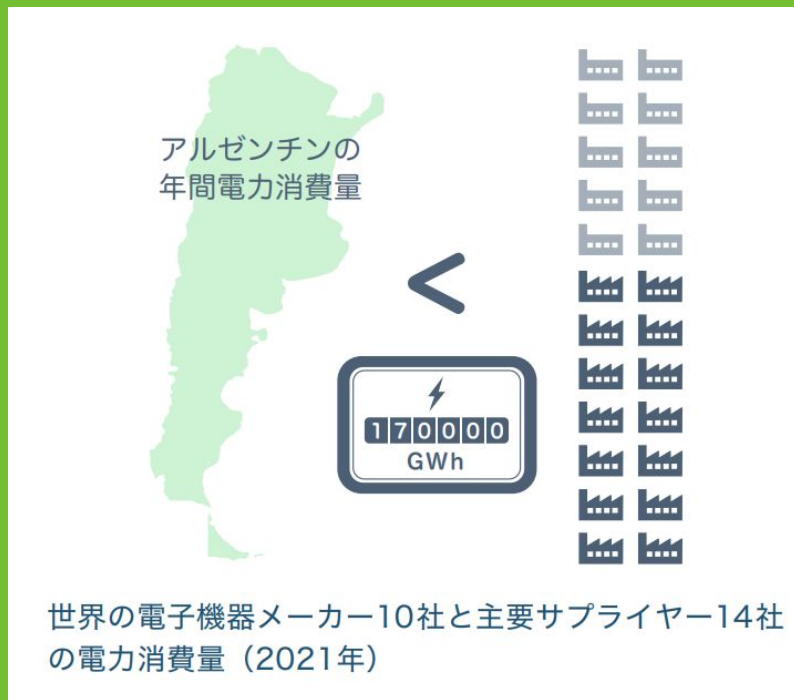 アルゼンチンの
年間電力消費量
<
170000
GWh
世界の電子機器メーカー10社と主要サプライヤー14社
の電力消費量（2021年）